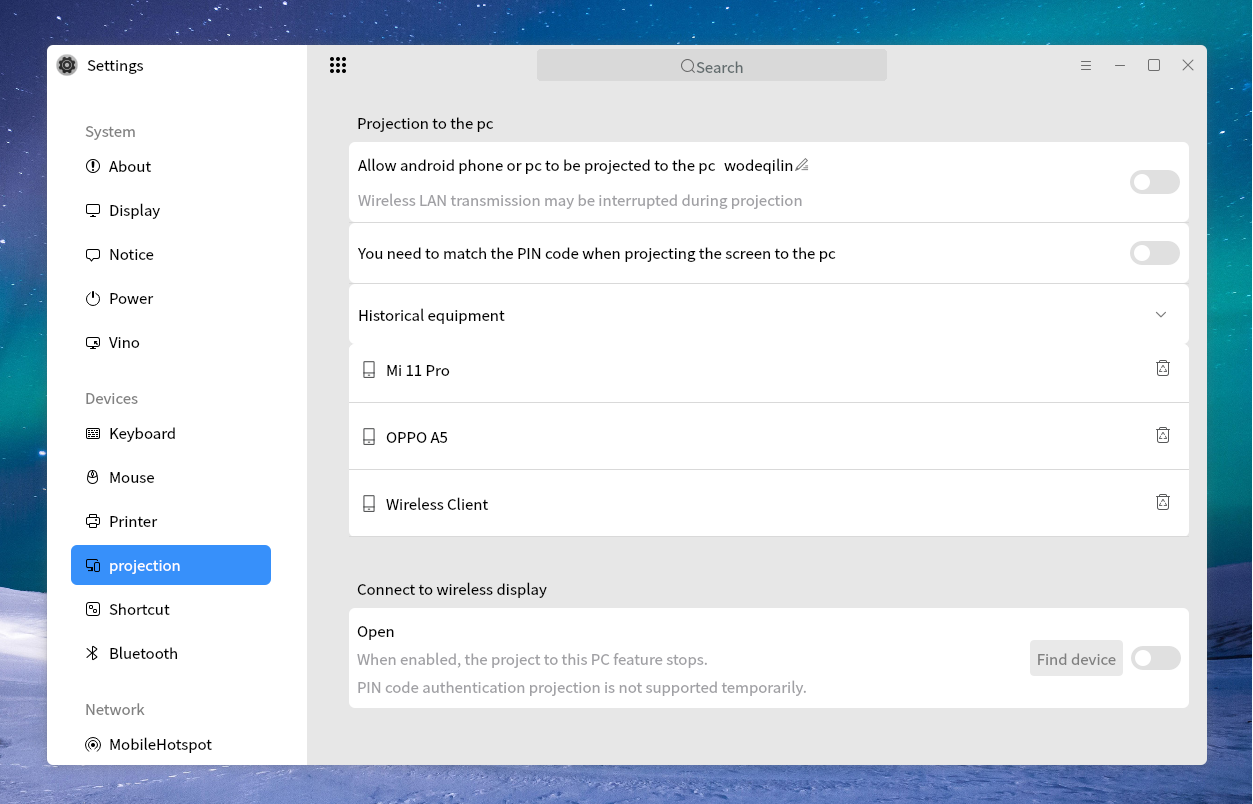 Settings
Search
System
About
Display
Notice
Power
Vino
Devices
Keyboard
Mouse
Printer
projection
Shortcut
Bluetooth
Network
MobileHotspot
Projection to the pc
Allow android phone or pc to be projected to the pc wodeqilin
Wireless LAN transmission may be interrupted during projection
You need to match the PIN code when projecting the screen to the pc
Historical equipment
Mi 11 Pro
OPPO A5
Wireless Client
Connect to wireless display
Open
When enabled, the project to this PC feature stops.
PIN code authentication projection is not supported temporarily.
Find device